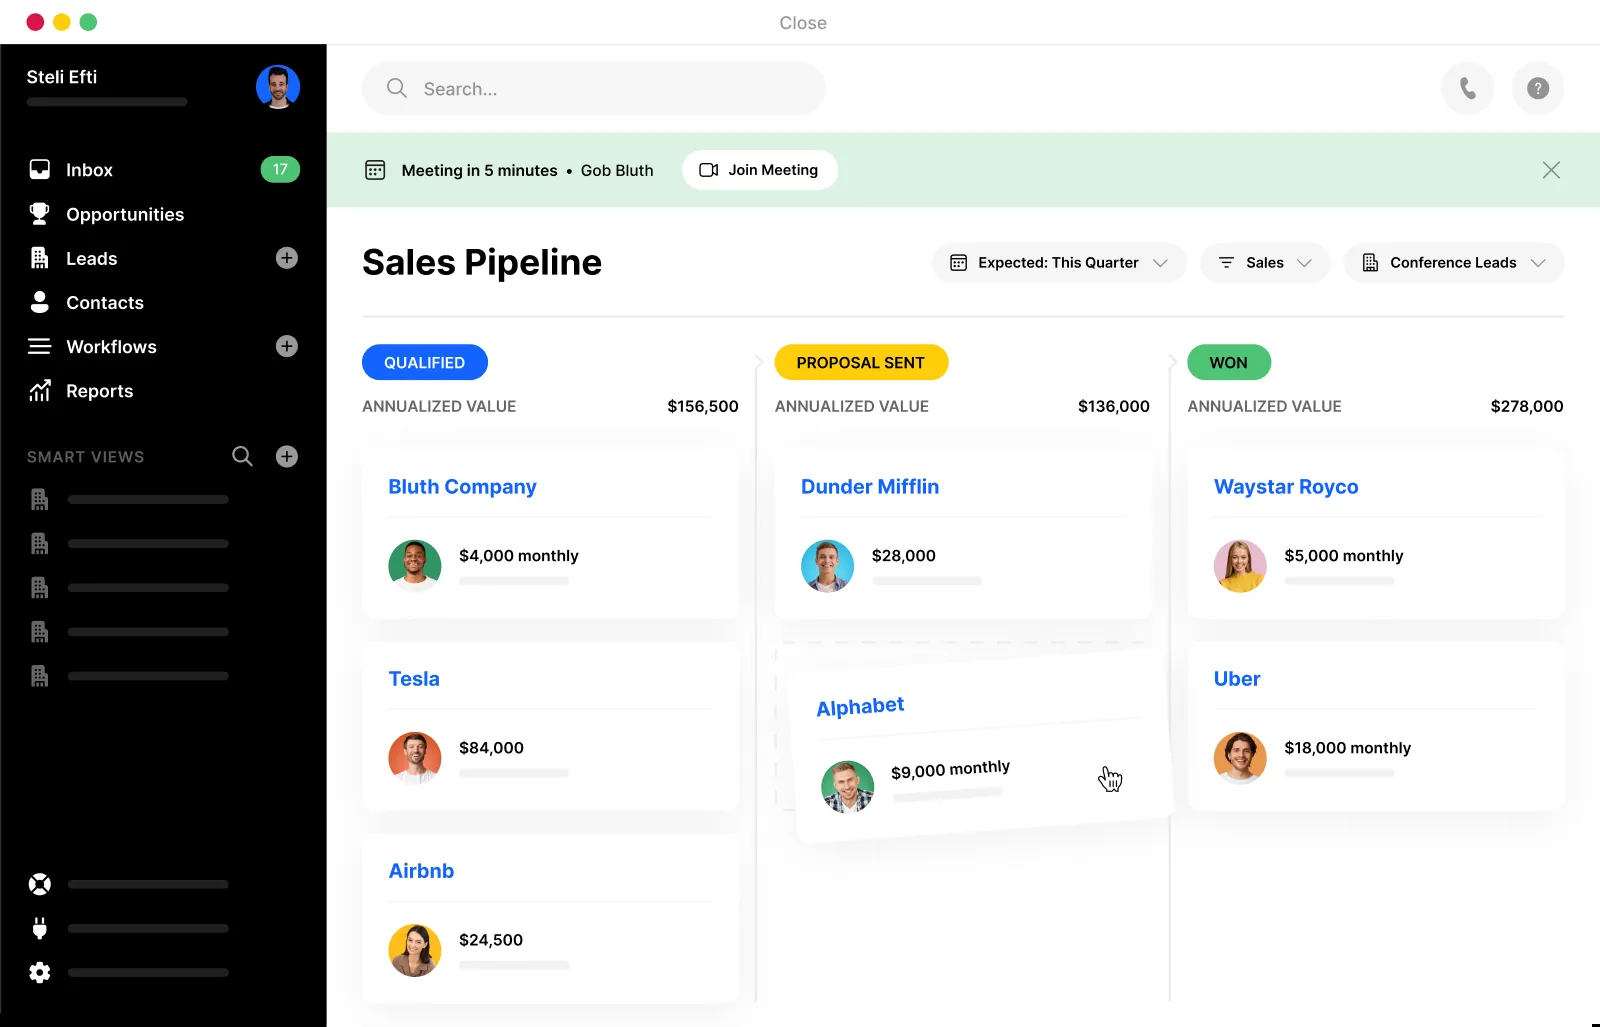 Close
Steli Efti
Search...
?
Meeting in 5 minutes • Gob Bluth
Join Meeting
Inbox
17
Opportunities
Leads
Contacts
Workflows
Reports
SMART VIEWS
Sales Pipeline
Expected: This Quarter
Sales
Conference Leads
QUALIFIED
ANNUALIZED VALUE $156,500
Bluth Company
$4,000 monthly
Tesla
$84,000
Airbnb
$24,500
PROPOSAL SENT
ANNUALIZED VALUE $136,000
Dunder Mifflin
$28,000
Alphabet
$9,000 monthly
WON
ANNUALIZED VALUE $278,000
Waystar Royco
$5,000 monthly
Uber
$18,000 monthly